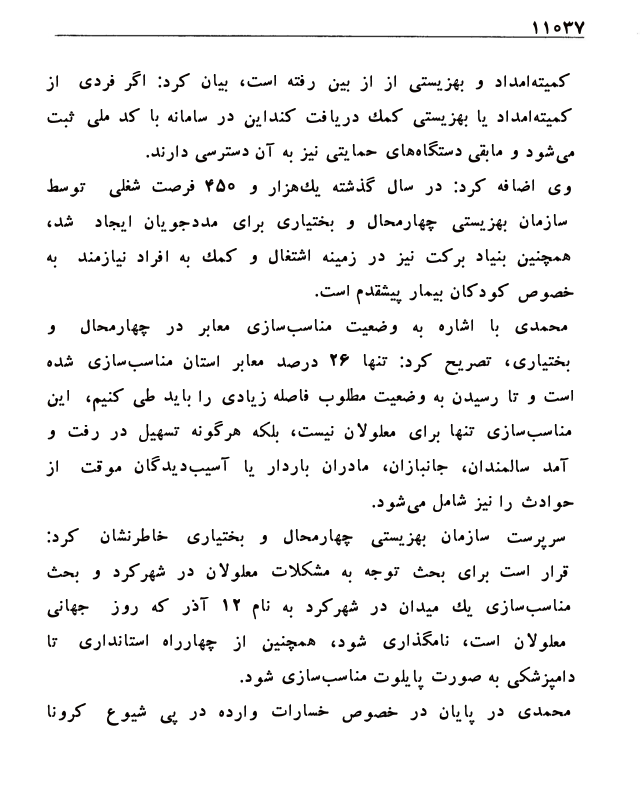 ۱۱۰۳۷
کمیته‌امداد و بهزیستی از از بین رفته است، بیان کرد: اگر فردی از
کمیته‌امداد یا بهزیستی کمك دریافت کنداین در سامانه با کد ملی ثبت
می‌شود و مابقی دستگاه‌های حمایتی نیز به آن دسترسی دارند.
وی اضافه کرد: در سال گذشته یك‌هزار و ۴۵۰ فرصت شغلی توسط
سازمان بهزیستی چهارمحال و بختیاری برای مددجویان ایجاد شد،
همچنین بنیاد برکت نیز در زمینه اشتغال و کمك به افراد نیازمند به
خصوص کودکان بیمار پیشقدم است.
محمدی با اشاره به وضعیت مناسب‌سازی معابر در چهارمحال و
بختیاری، تصریح کرد: تنها ۲۶ درصد معابر استان مناسب‌سازی شده
است و تا رسیدن به وضعیت مطلوب فاصله زیادی را باید طی کنیم، این
مناسب‌سازی تنها برای معلولان نیست، بلکه هرگونه تسهیل در رفت و
آمد سالمندان، جانبازان، مادران باردار یا آسیب‌دیدگان موقت از
حوادث را نیز شامل می‌شود.
سرپرست سازمان بهزیستی چهارمحال و بختیاری خاطرنشان کرد:
قرار است برای بحث توجه به مشکلات معلولان در شهرکرد و بحث
مناسب‌سازی یك میدان در شهرکرد به نام ۱۲ آذر که روز جهانی
معلولان است، نامگذاری شود، همچنین از چهارراه استانداری تا
دامپزشکی به صورت پایلوت مناسب‌سازی شود.
محمدی در پایان در خصوص خسارات وارده در پی شیوع کرونا